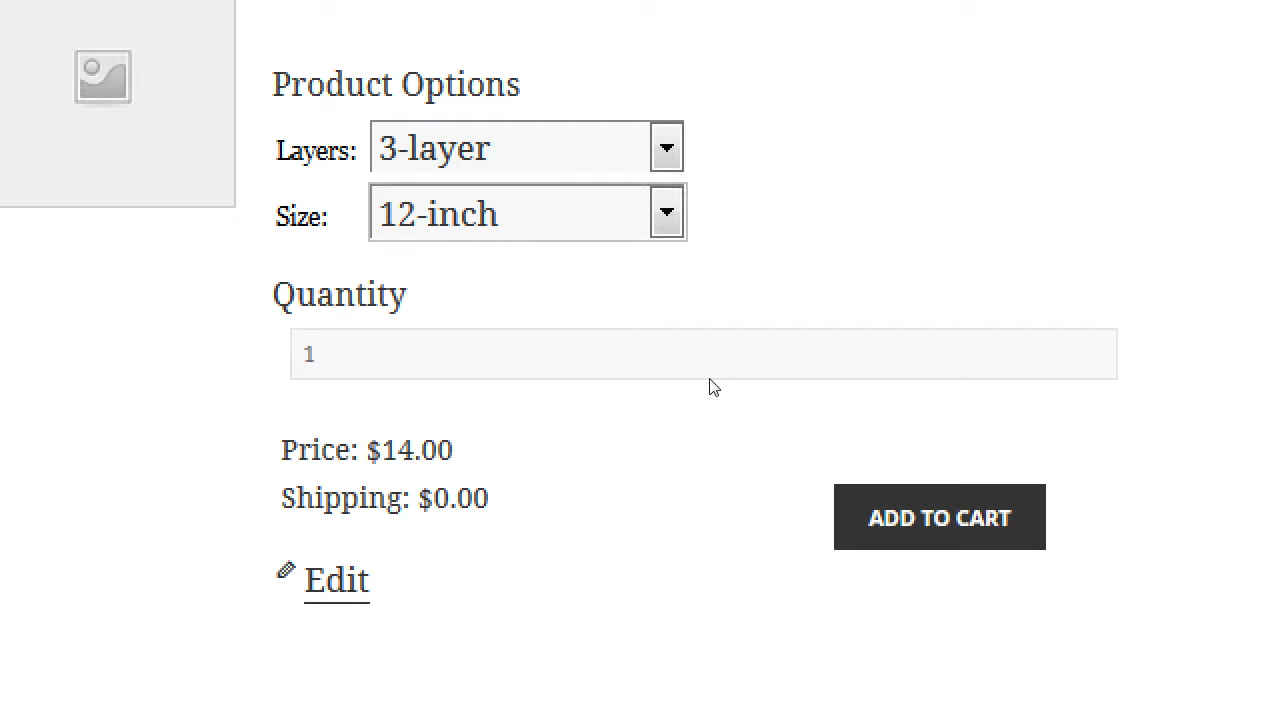 Product Options
Layers: 3-layer
Size: 12-inch
Quantity
1
Price: $14.00
Shipping: $0.00
ADD TO CART
Edit